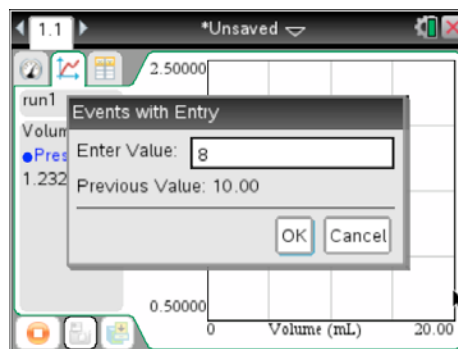 1.1
*Unsaved
2.50000
run1
Events with Entry
Volum
Enter Value: 8
Pres
1.232
Previous Value: 10.00
OK Cancel
0.50000
0 Volume (mL) 20.00